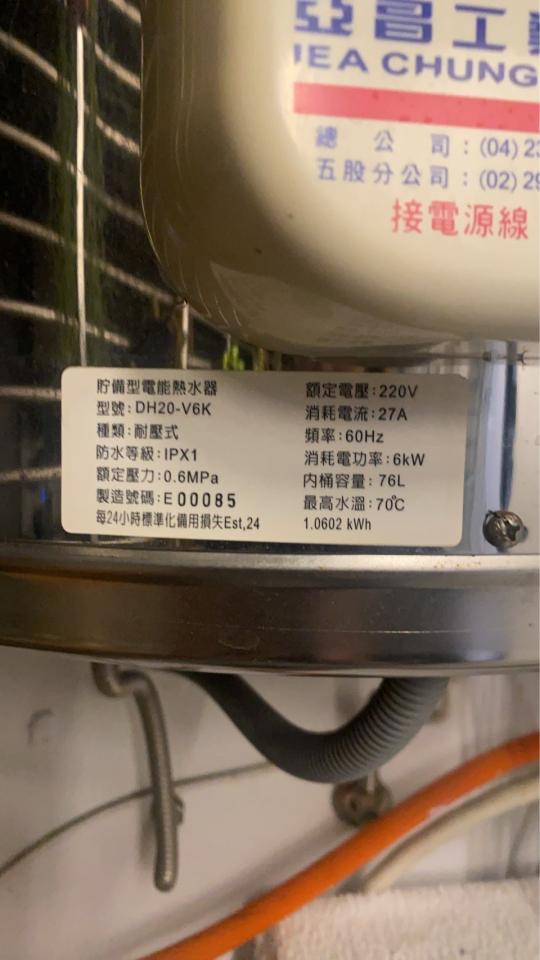 亞昌工
JEA CHUNG
總公司:(04)23
五股分公司:(02)29
接電源線
貯備型電能熱水器
型號:DH20-V6K
種類:耐壓式
防水等級:IPX1
額定壓力:0.6MPa
製造號碼:E00085
每24小時標準化備用損失Est,24
額定電壓:220V
消耗電流:27A
頻率:60Hz
消耗電功率:6kW
內桶容量:76L
最高水溫:70℃
1.0602 kWh